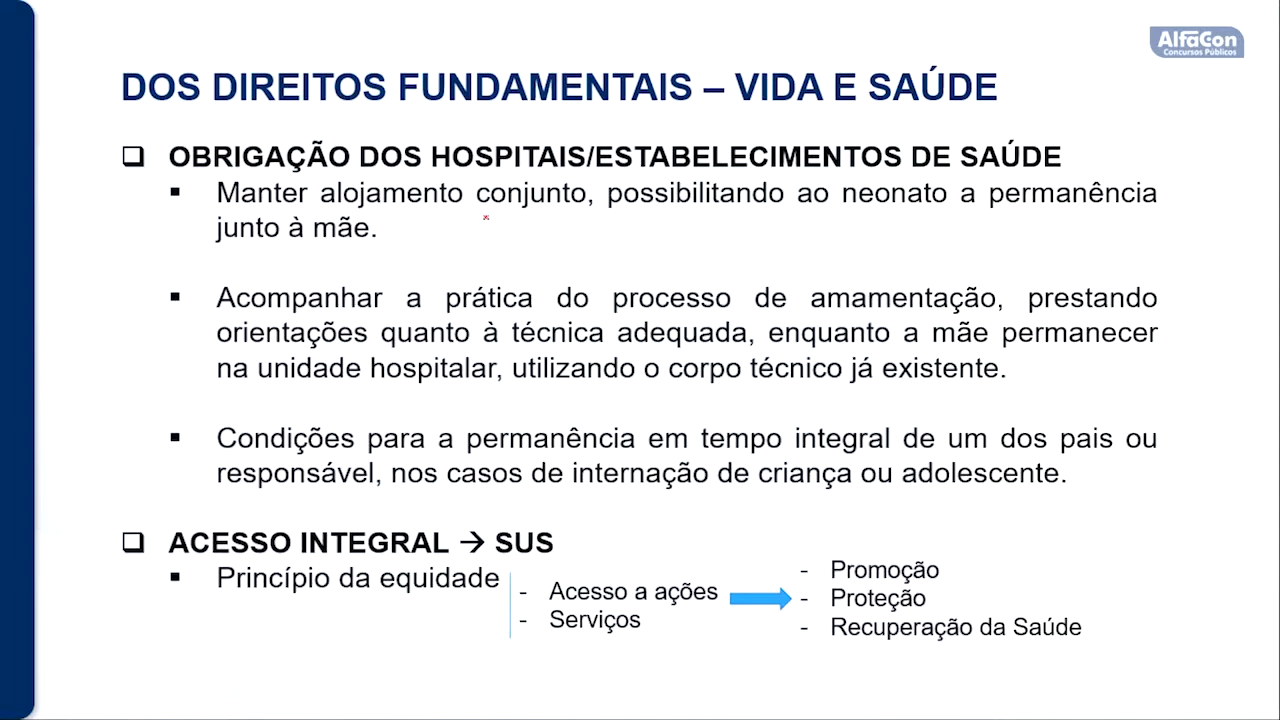 AlfaCon
Concursos Públicos
DOS DIREITOS FUNDAMENTAIS – VIDA E SAÚDE
❑ OBRIGAÇÃO DOS HOSPITAIS/ESTABELECIMENTOS DE SAÚDE
▪ Manter alojamento conjunto, possibilitando ao neonato a permanência
junto à mãe.
▪ Acompanhar a prática do processo de amamentação, prestando
orientações quanto à técnica adequada, enquanto a mãe permanecer
na unidade hospitalar, utilizando o corpo técnico já existente.
▪ Condições para a permanência em tempo integral de um dos pais ou
responsável, nos casos de internação de criança ou adolescente.
❑ ACESSO INTEGRAL → SUS
▪ Princípio da equidade
- Acesso a ações
- Serviços
- Promoção
- Proteção
- Recuperação da Saúde